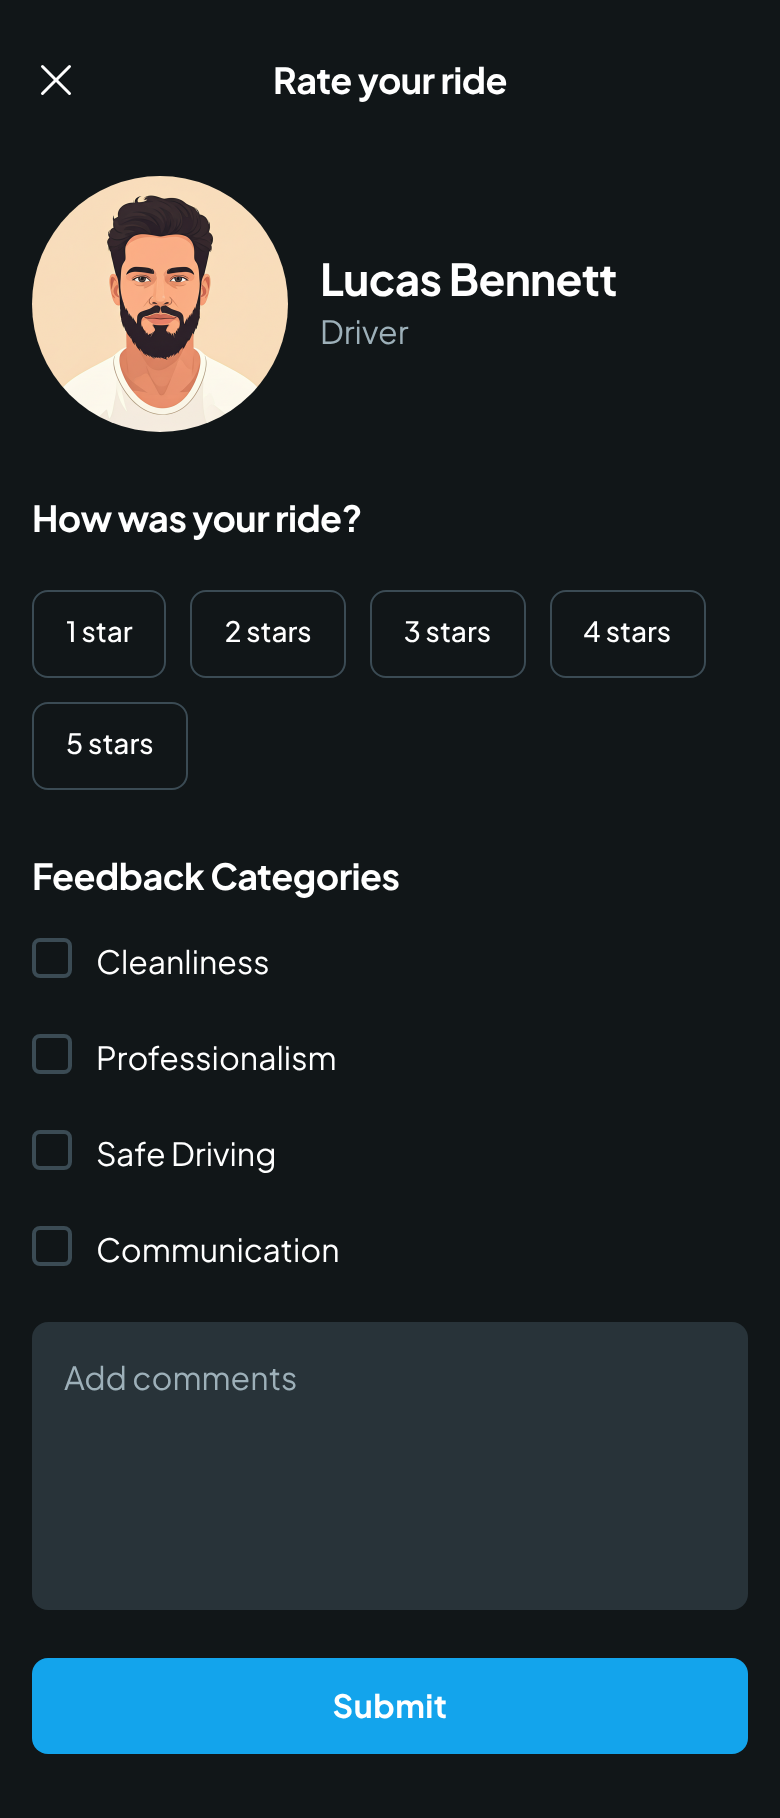 Rate your ride
Lucas Bennett
Driver
How was your ride?
1 star
2 stars
3 stars
4 stars
5 stars
Feedback Categories
Cleanliness
Professionalism
Safe Driving
Communication
Add comments
Submit